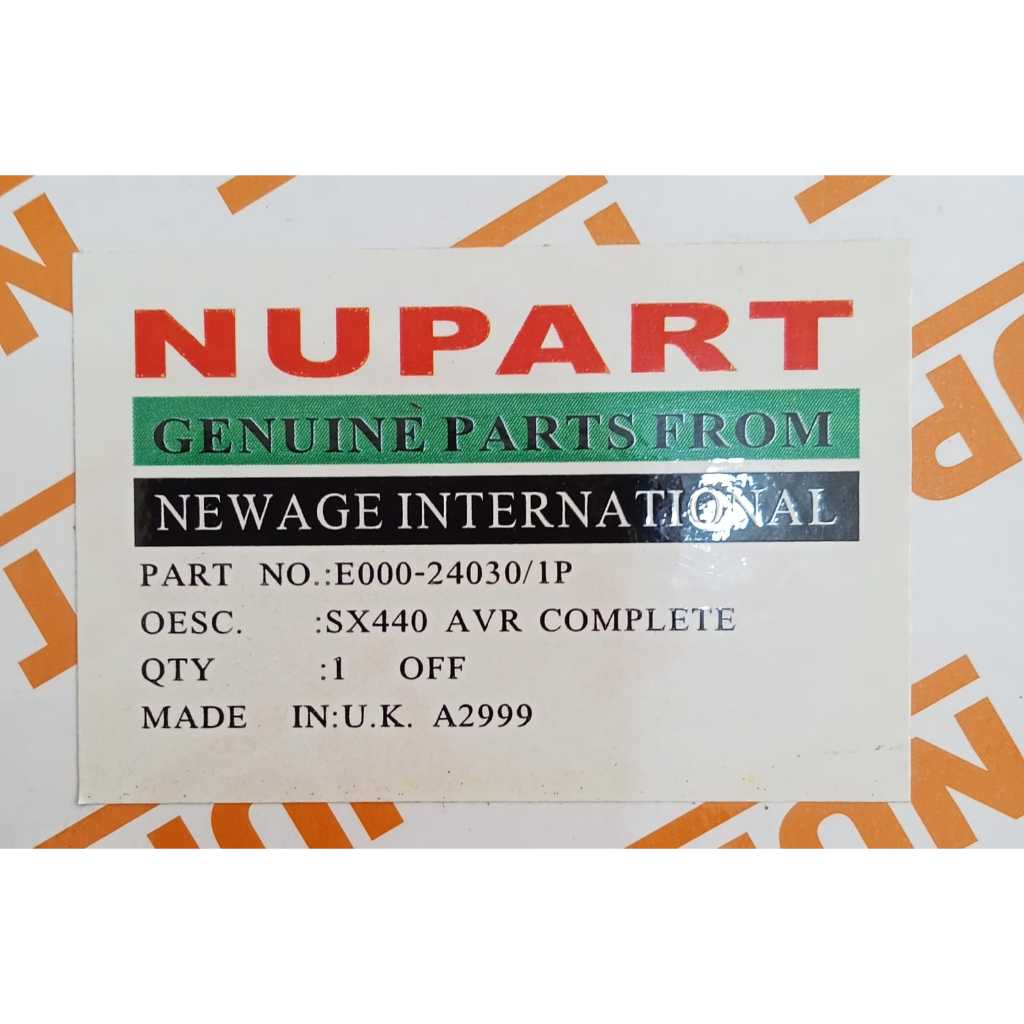 NUPART
GENUINÈ PARTS FROM
NEWAGE INTERNATIONAL
PART NO.:E000-24030/1P
OESC. :SX440 AVR COMPLETE
QTY :1 OFF
MADE IN:U.K. A2999